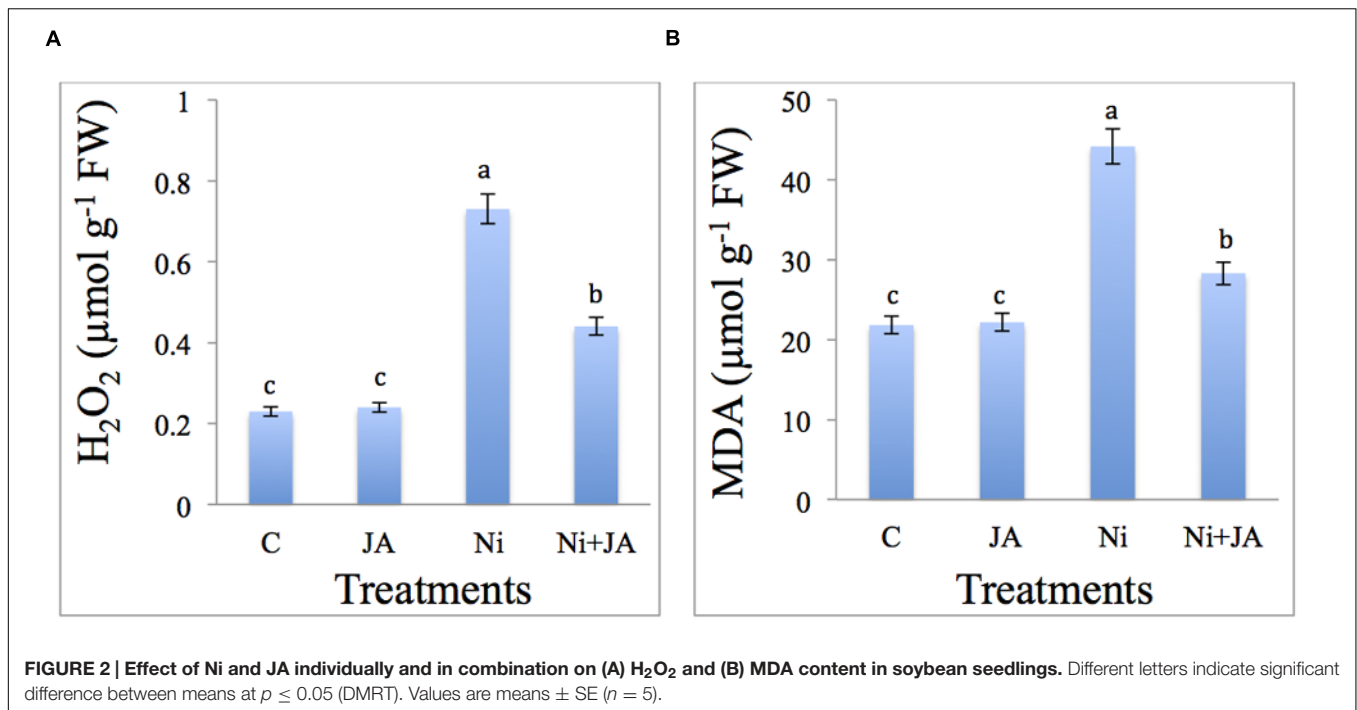 A
B
H₂O₂ (µmol g⁻¹ FW)
1
0.8
0.6
0.4
0.2
0
c
c
a
b
C JA Ni Ni+JA
Treatments
MDA (µmol g⁻¹ FW)
50
40
30
20
10
0
c
c
a
b
C JA Ni Ni+JA
Treatments
FIGURE 2 | Effect of Ni and JA individually and in combination on (A) H₂O₂ and (B) MDA content in soybean seedlings. Different letters indicate significant
difference between means at p ≤ 0.05 (DMRT). Values are means ± SE (n = 5).